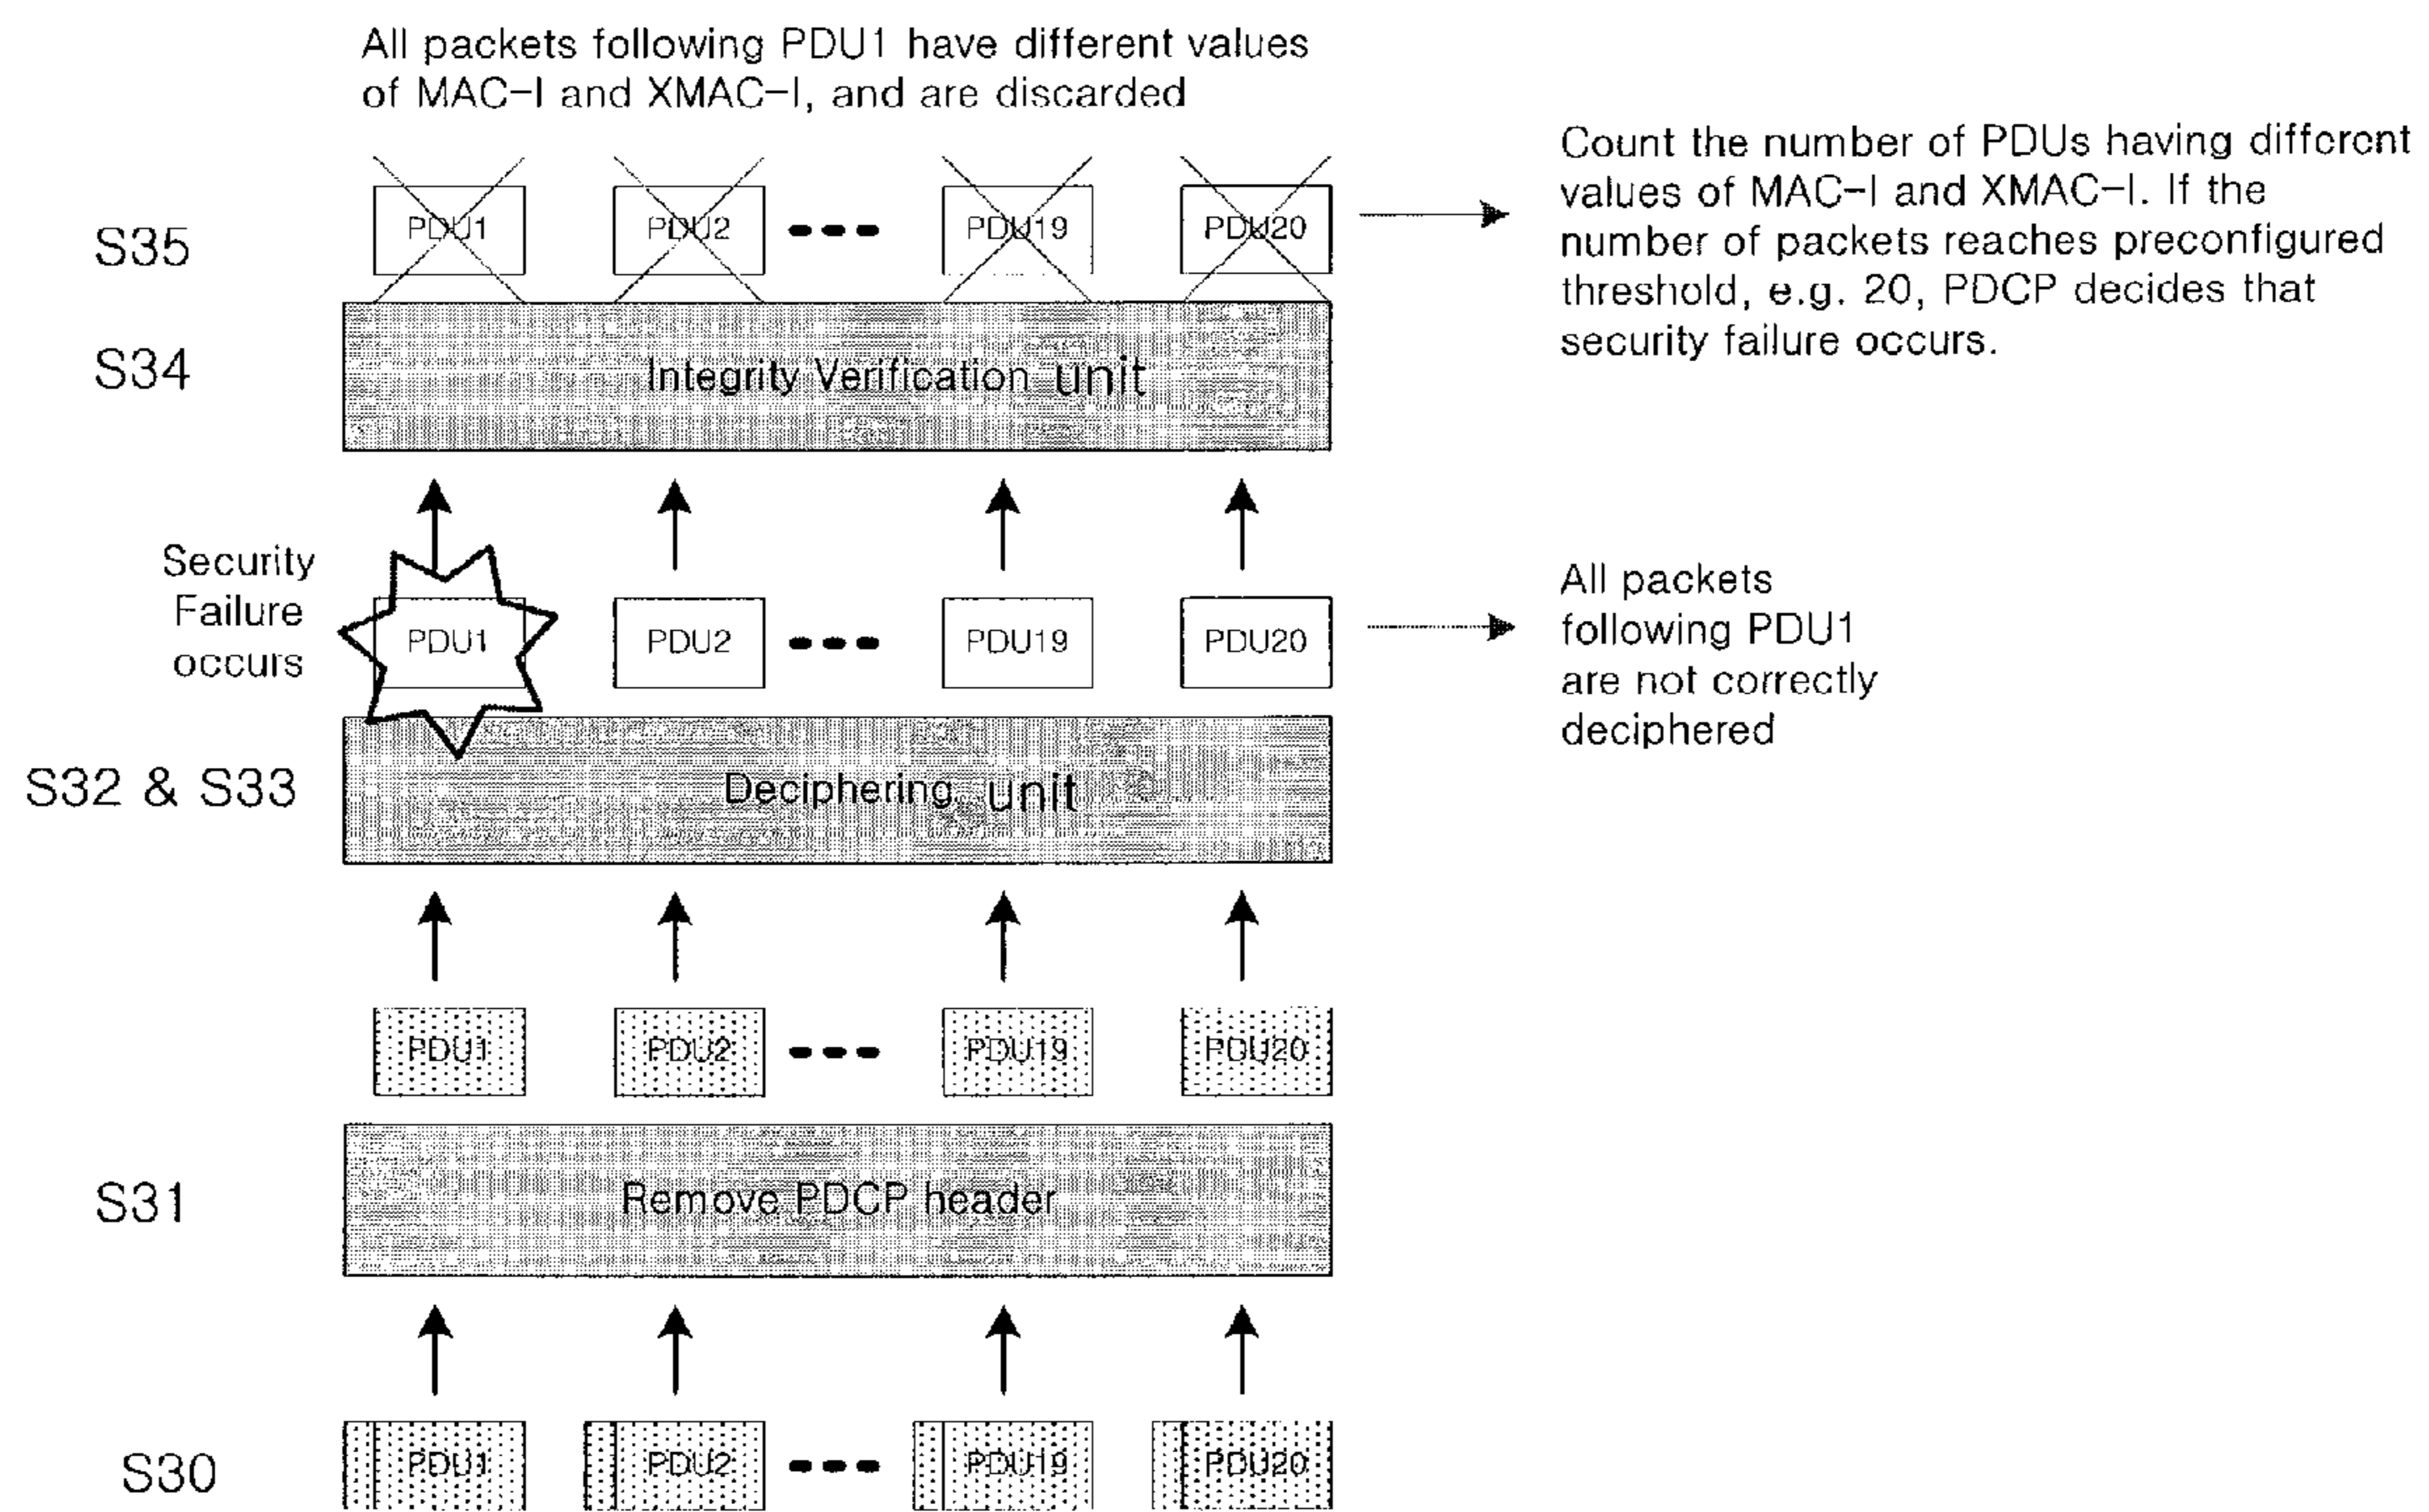 All packets following PDU1 have different values
of MAC-I and XMAC-I, and are discarded
Count the number of PDUs having different
values of MAC-I and XMAC-I. If the
number of packets reaches preconfigured
threshold, e.g. 20, PDCP decides that
security failure occurs.
S35
PDU1 PDU2 PDU19 PDU20
S34
Integrity Verification unit
Security
Failure
occurs
PDU1 PDU2 PDU19 PDU20
All packets
following PDU1
are not correctly
deciphered
S32 & S33
Deciphering unit
PDU1 PDU2 PDU19 PDU20
S31
Remove PDCP header
S30
PDU1 PDU2 PDU19 PDU20